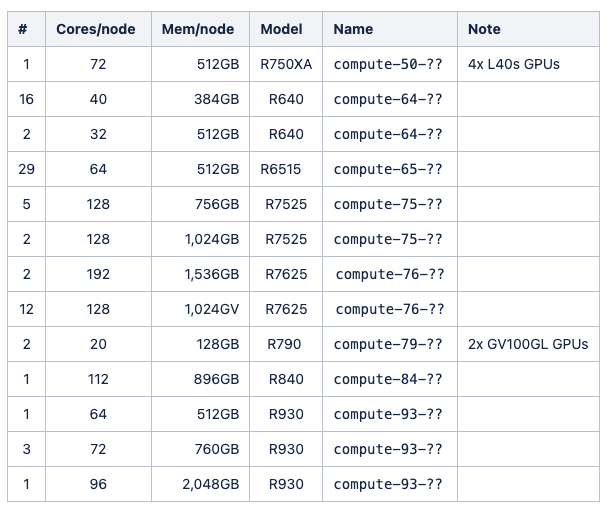 # Cores/node Mem/node Model Name Note
1 72 512GB R750XA compute-50-?? 4x L40s GPUs
16 40 384GB R640 compute-64-??
2 32 512GB R640 compute-64-??
29 64 512GB R6515 compute-65-??
5 128 756GB R7525 compute-75-??
2 128 1,024GB R7525 compute-75-??
2 192 1,536GB R7625 compute-76-??
12 128 1,024GV R7625 compute-76-??
2 20 128GB R790 compute-79-?? 2x GV100GL GPUs
1 112 896GB R840 compute-84-??
1 64 512GB R930 compute-93-??
3 72 760GB R930 compute-93-??
1 96 2,048GB R930 compute-93-??